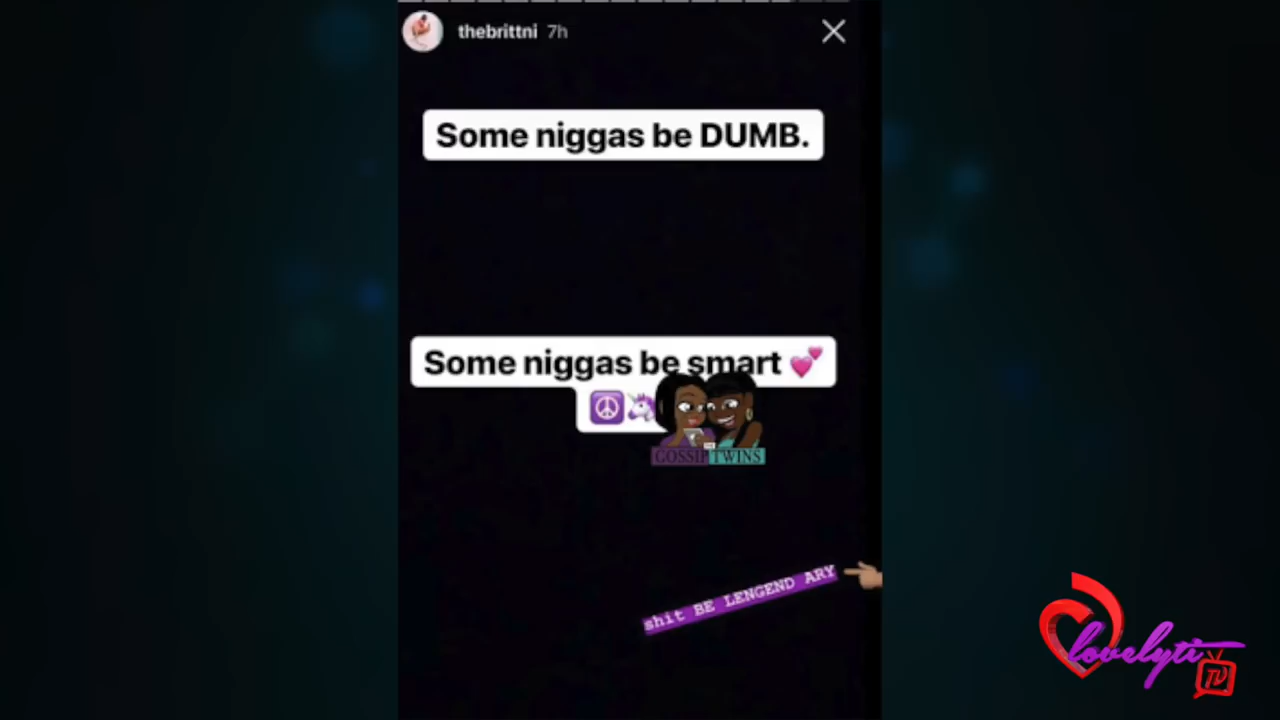 thebrittni 7h
Some niggas be DUMB.
Some niggas be smart 💕
☮️🦄
GOSSIP TWINS
shit BE LENGEND ARY
lovelyti
TV